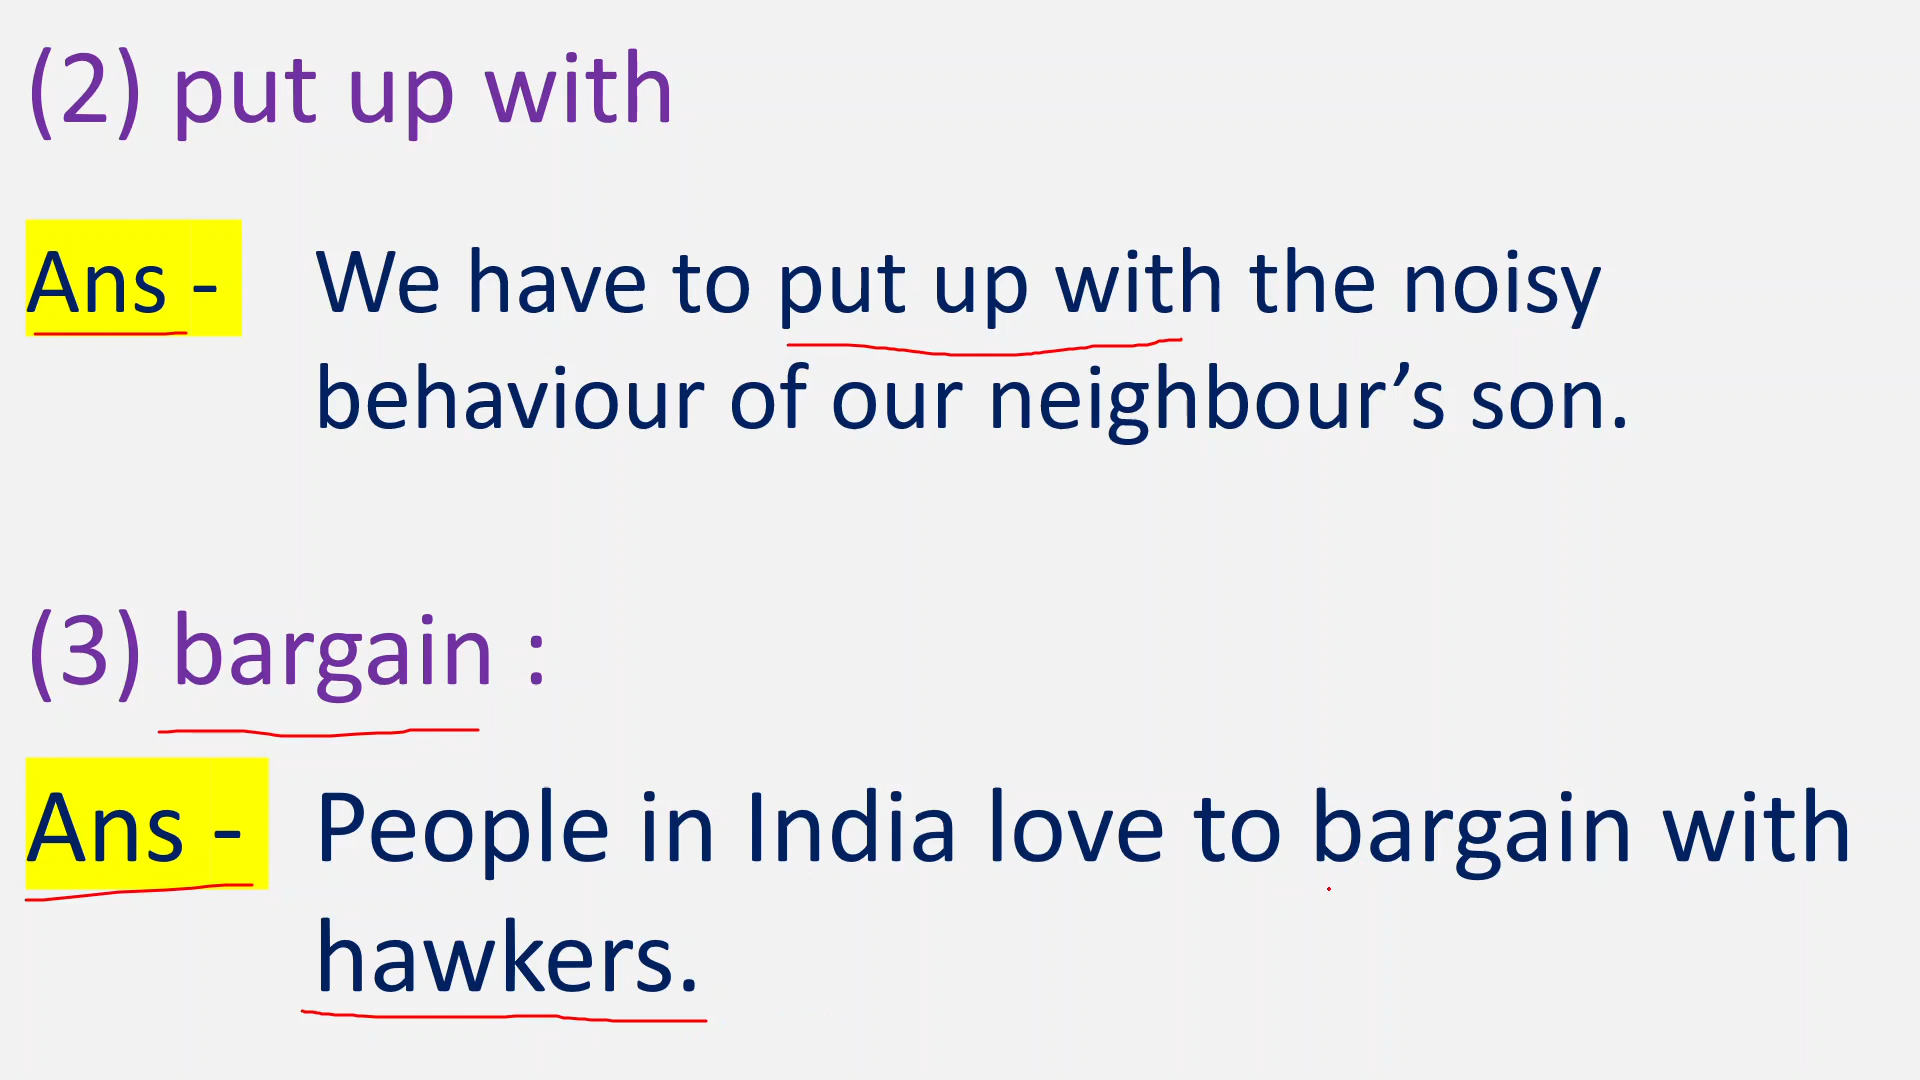 (2) put up with
Ans - We have to put up with the noisy
behaviour of our neighbour’s son.
(3) bargain :
Ans - People in India love to bargain with
hawkers.